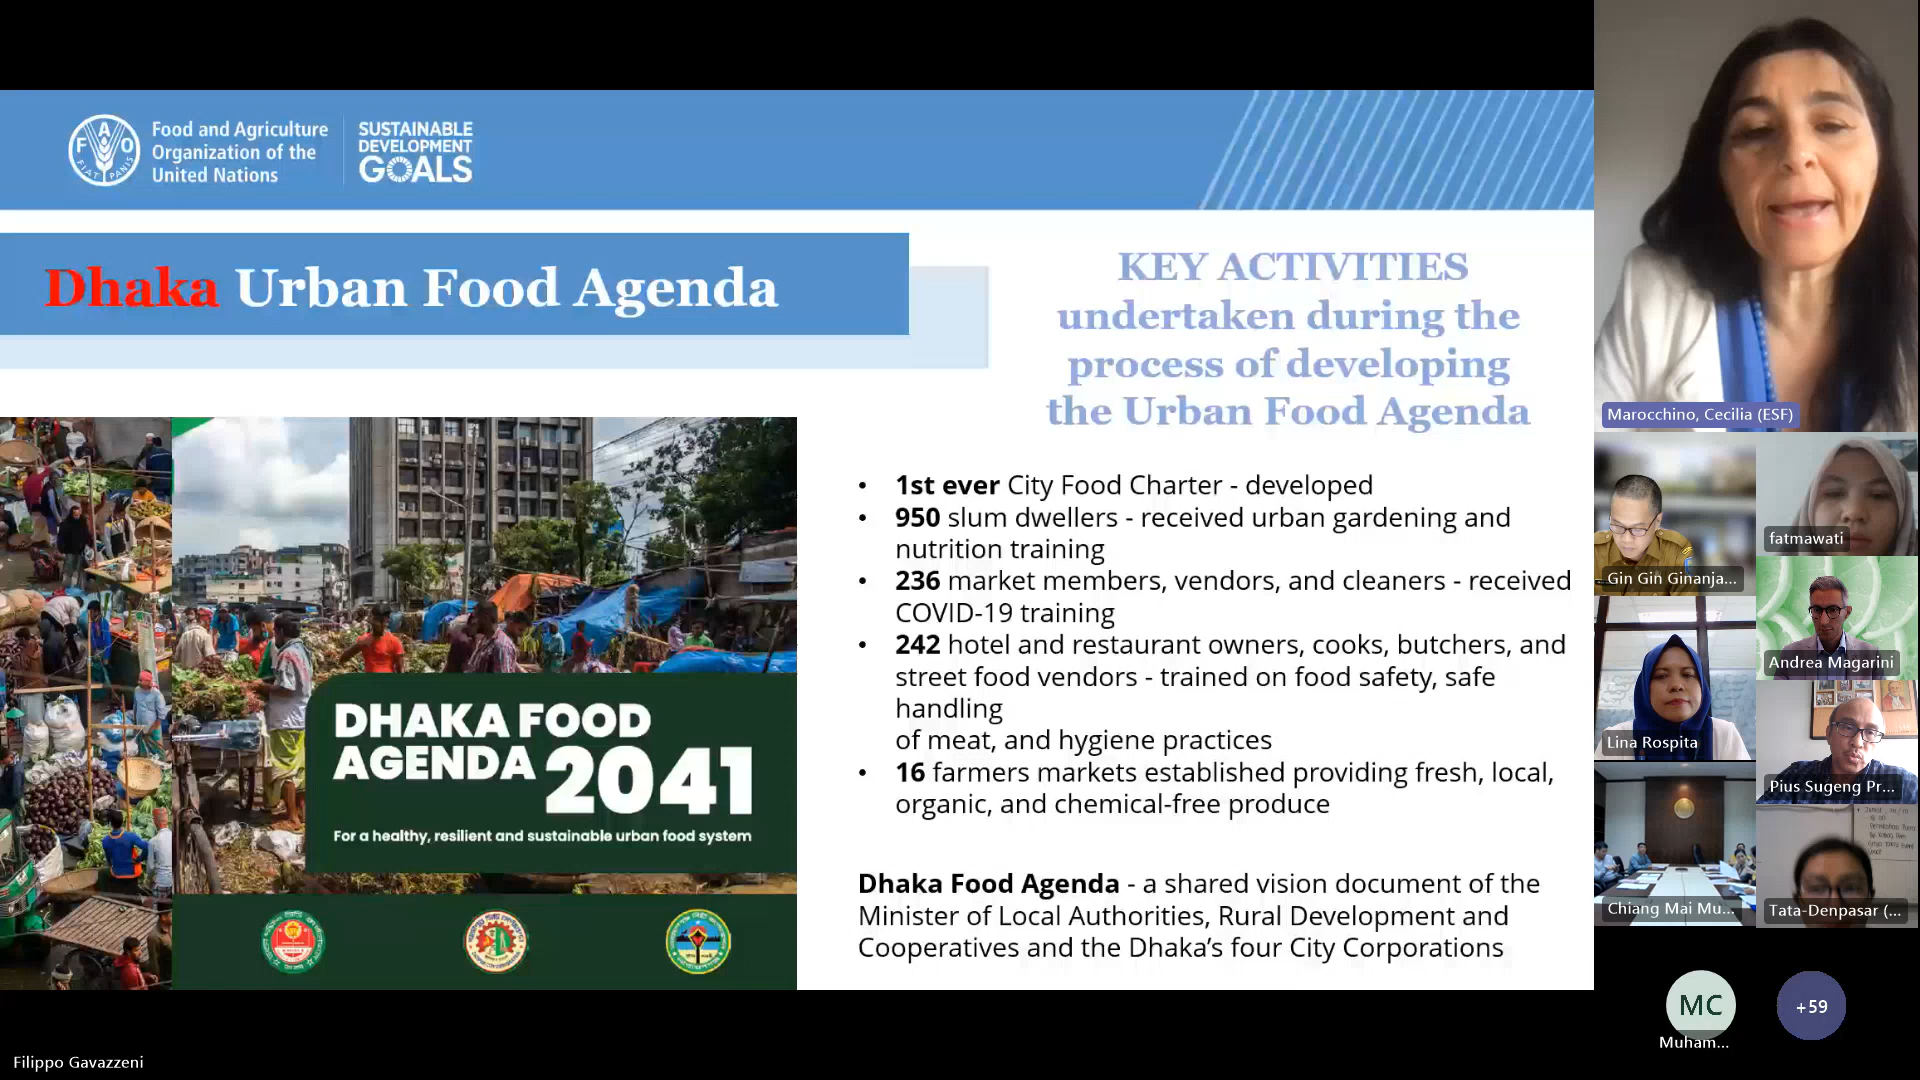 Food and Agriculture
Organization of the
United Nations
SUSTAINABLE
DEVELOPMENT
GOALS
F A O
FIAT PANIS
Dhaka Urban Food Agenda
KEY ACTIVITIES
undertaken during the
process of developing
the Urban Food Agenda
• 1st ever City Food Charter - developed
• 950 slum dwellers - received urban gardening and
nutrition training
• 236 market members, vendors, and cleaners - received
COVID-19 training
• 242 hotel and restaurant owners, cooks, butchers, and
street food vendors - trained on food safety, safe
handling
of meat, and hygiene practices
• 16 farmers markets established providing fresh, local,
organic, and chemical-free produce
Dhaka Food Agenda - a shared vision document of the
Minister of Local Authorities, Rural Development and
Cooperatives and the Dhaka's four City Corporations
DHAKA FOOD
AGENDA 2041
For a healthy, resilient and sustainable urban food system
Marocchino, Cecilia (ESF)
Gin Gin Ginanja...
fatmawati
Andrea Magarini
Lina Rospita
Pius Sugeng Pr...
Chiang Mai Mu...
Tata-Denpasar (...
MC
Muham...
+59
Filippo Gavazzeni